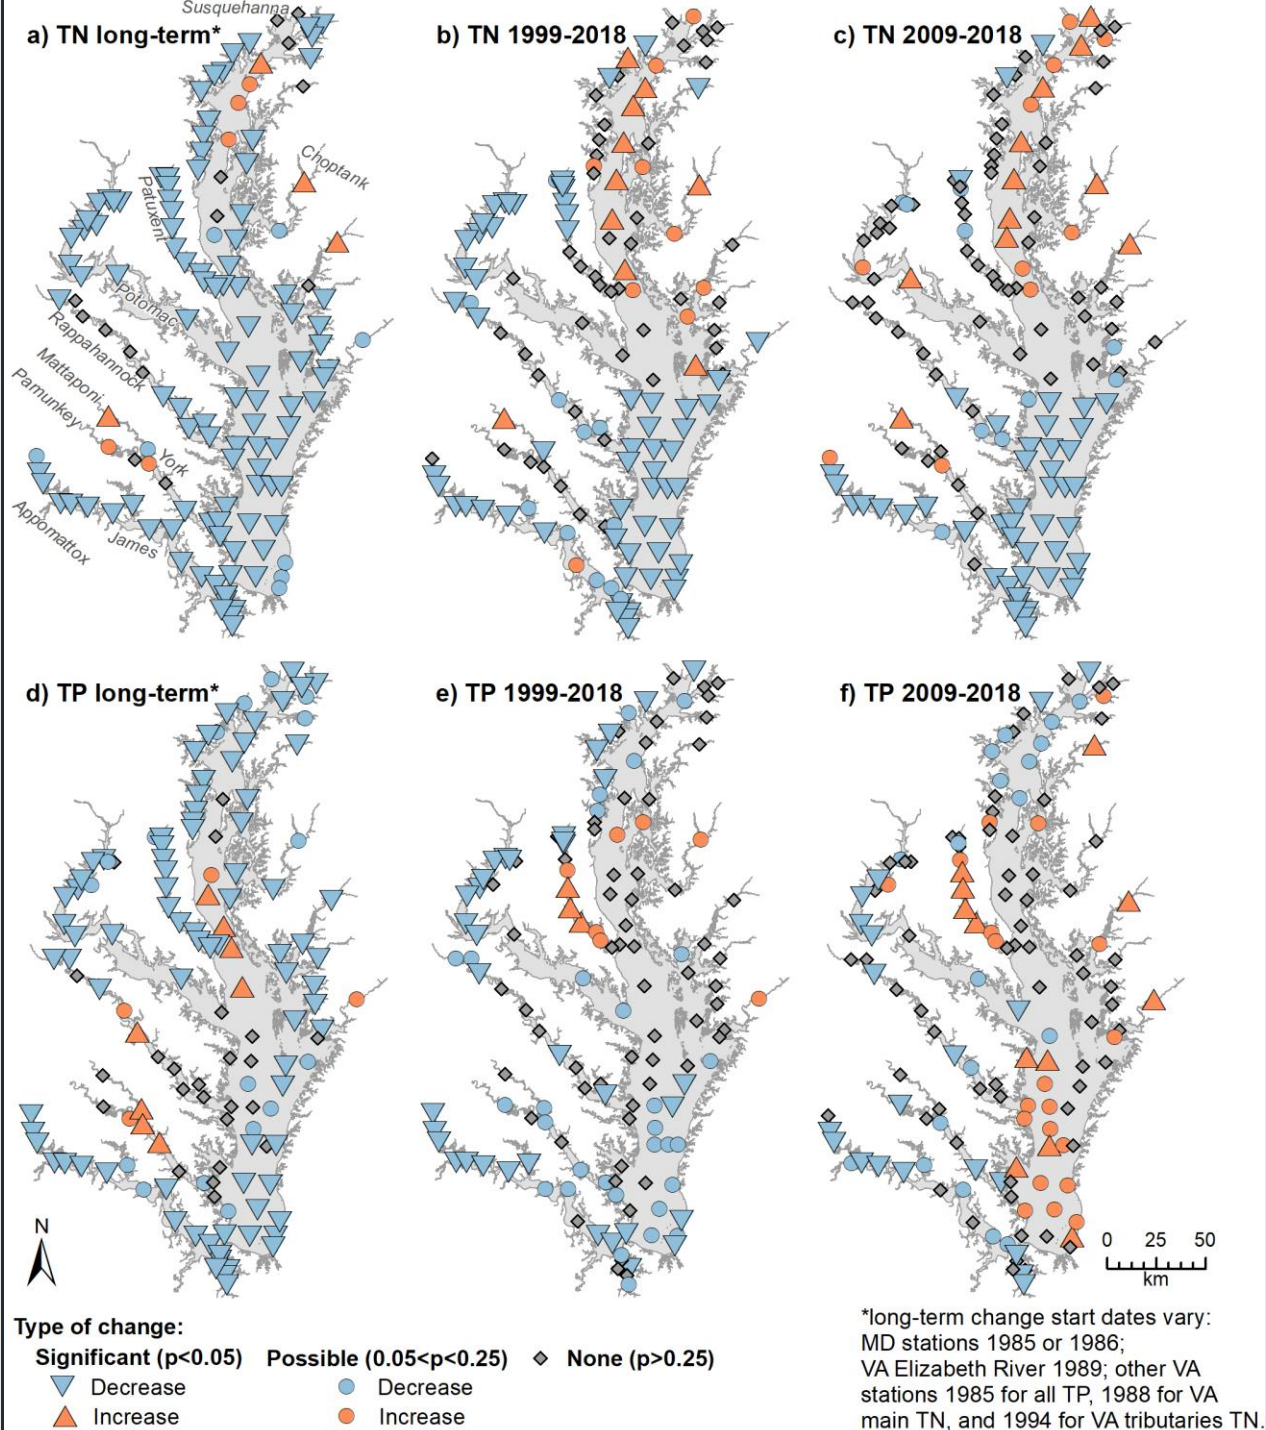 Susquehanna
a) TN long-term*
b) TN 1999-2018
c) TN 2009-2018
Choptank
Patuxent
Potomac
Rappahannock
Mattaponi
Pamunkey
York
Appomattox
James
d) TP long-term*
e) TP 1999-2018
f) TP 2009-2018
N
0 25 50
km
Type of change:
Significant (p<0.05) Possible (0.05<p<0.25) None (p>0.25)
Decrease Decrease
Increase Increase
*long-term change start dates vary:
MD stations 1985 or 1986;
VA Elizabeth River 1989; other VA
stations 1985 for all TP, 1988 for VA
main TN, and 1994 for VA tributaries TN.